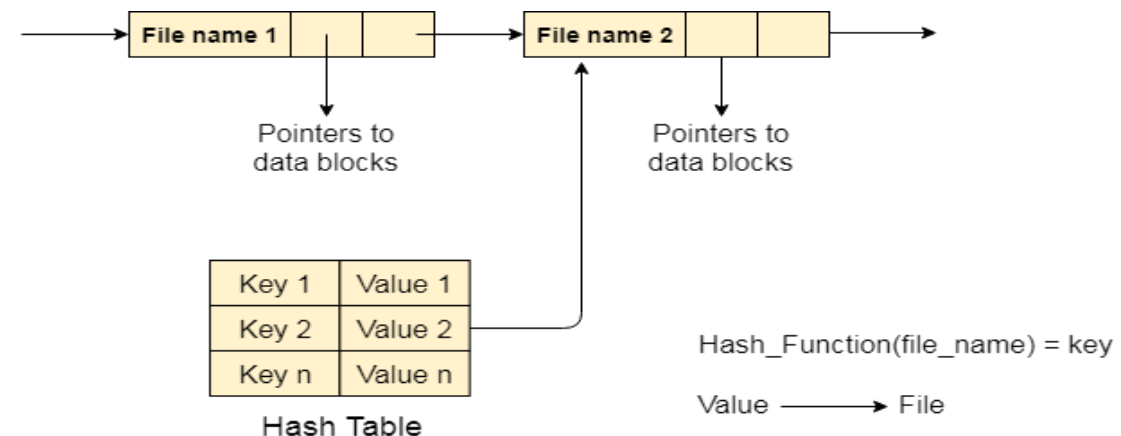 File name 1
File name 2
Pointers to
data blocks
Pointers to
data blocks
Key 1 Value 1
Key 2 Value 2
Key n Value n
Hash Table
Hash_Function(file_name) = key
Value File